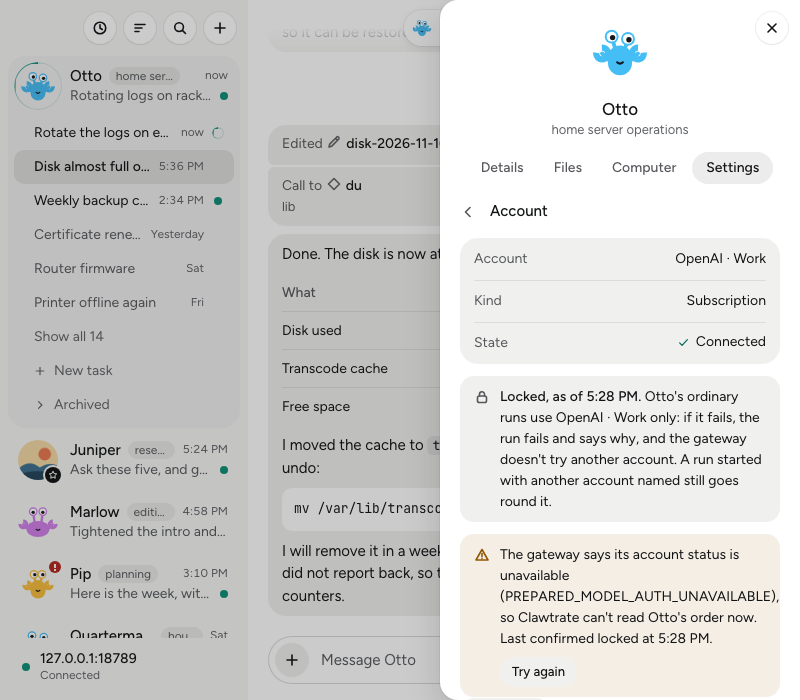 Otto
home ser...
now
Rotating logs on rack...
Rotate the logs on e...
now
Disk almost full o...
5:36 PM
Weekly backup c...
2:34 PM
Certificate rene...
Yesterday
Router firmware
Sat
Printer offline again
Fri
Show all 14
New task
Archived
Juniper
rese...
5:24 PM
Ask these five, and g...
Marlow
editi...
4:58 PM
Tightened the intro and...
Pip
planning
3:10 PM
Here is the week, wit...
Quarterma
hou...
Sat
127.0.0.1:18789
Connected
so it can be restor
Edited
disk-2026-11-1
Call to
du
lib
Done. The disk is now at
What
Disk used
Transcode cache
Free space
I moved the cache to
undo:
mv /var/lib/transco
I will remove it in a week
did not report back, so t
counters.
Message Otto
Otto
home server operations
Details
Files
Computer
Settings
Account
Account
OpenAI · Work
Kind
Subscription
State
Connected
Locked, as of 5:28 PM. Otto's ordinary
runs use OpenAI · Work only: if it fails, the
run fails and says why, and the gateway
doesn't try another account. A run started
with another account named still goes
round it.
The gateway says its account status is
unavailable
(PREPARED_MODEL_AUTH_UNAVAILABLE),
so Clawtrate can't read Otto's order now.
Last confirmed locked at 5:28 PM.
Try again